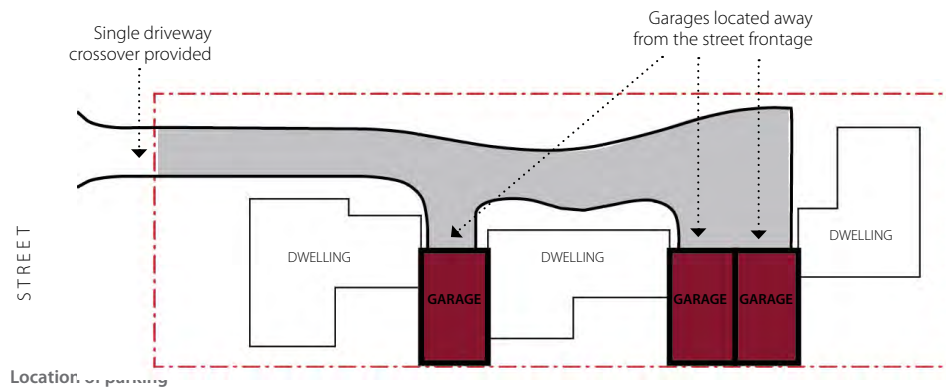 Single driveway
crossover provided
Garages located away
from the street frontage
STREET
DWELLING
GARAGE
DWELLING
GARAGE
GARAGE
DWELLING
Location of parking